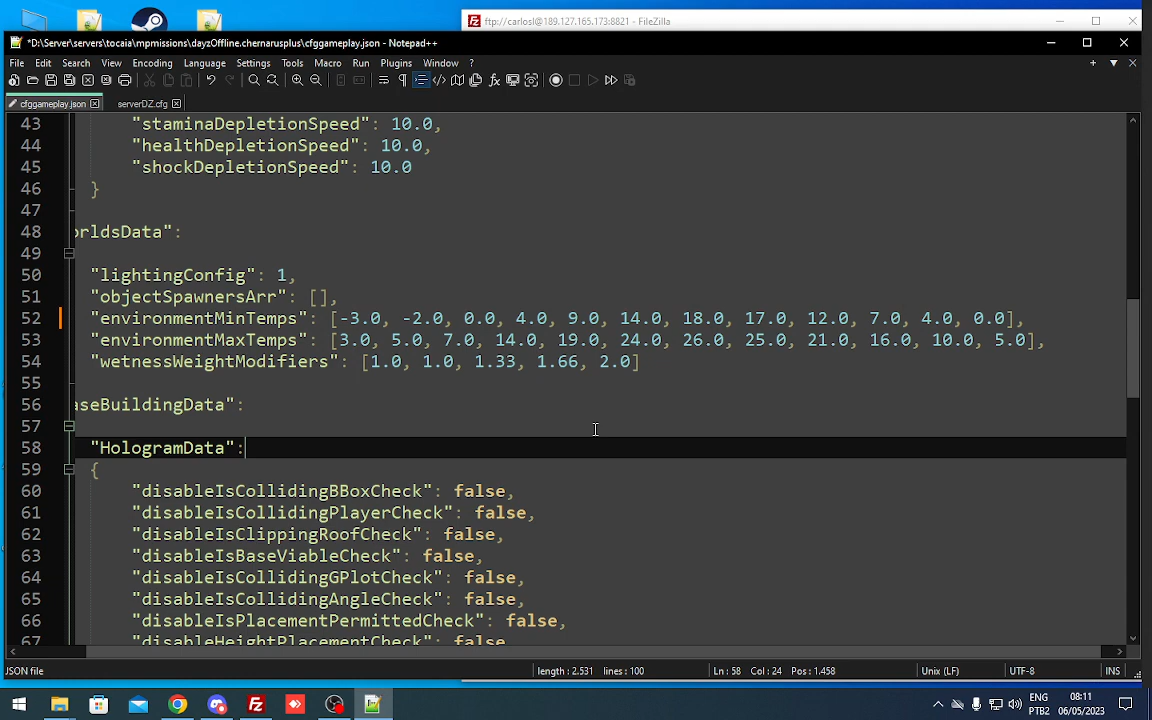 ftp://carlosl@189.127.165.173:8821 - FileZilla
*D:\Server\servers\tocaia\mpmissions\dayzOffline.chernarusplus\cfggameplay.json - Notepad++
File Edit Search View Encoding Language Settings Tools Macro Run Plugins Window ?
cfggameplay.json serverDZ.cfg
43 "staminaDepletionSpeed": 10.0,
44 "healthDepletionSpeed": 10.0,
45 "shockDepletionSpeed": 10.0
46 }
47
48 orldsData":
49
50 "lightingConfig": 1,
51 "objectSpawnersArr": [],
52 "environmentMinTemps": [-3.0, -2.0, 0.0, 4.0, 9.0, 14.0, 18.0, 17.0, 12.0, 7.0, 4.0, 0.0],
53 "environmentMaxTemps": [3.0, 5.0, 7.0, 14.0, 19.0, 24.0, 26.0, 25.0, 21.0, 16.0, 10.0, 5.0],
54 "wetnessWeightModifiers": [1.0, 1.0, 1.33, 1.66, 2.0]
55
56 aseBuildingData":
57
58 "HologramData":
59 {
60 "disableIsCollidingBBoxCheck": false,
61 "disableIsCollidingPlayerCheck": false,
62 "disableIsClippingRoofCheck": false,
63 "disableIsBaseViableCheck": false,
64 "disableIsCollidingGPlotCheck": false,
65 "disableIsCollidingAngleCheck": false,
66 "disableIsPlacementPermittedCheck": false,
67 "disableHeightPlacementCheck": false
JSON file length : 2.531 lines : 100 Ln : 58 Col : 24 Pos : 1.458 Unix (LF) UTF-8 INS
ENG 08:11
PTB2 06/05/2023